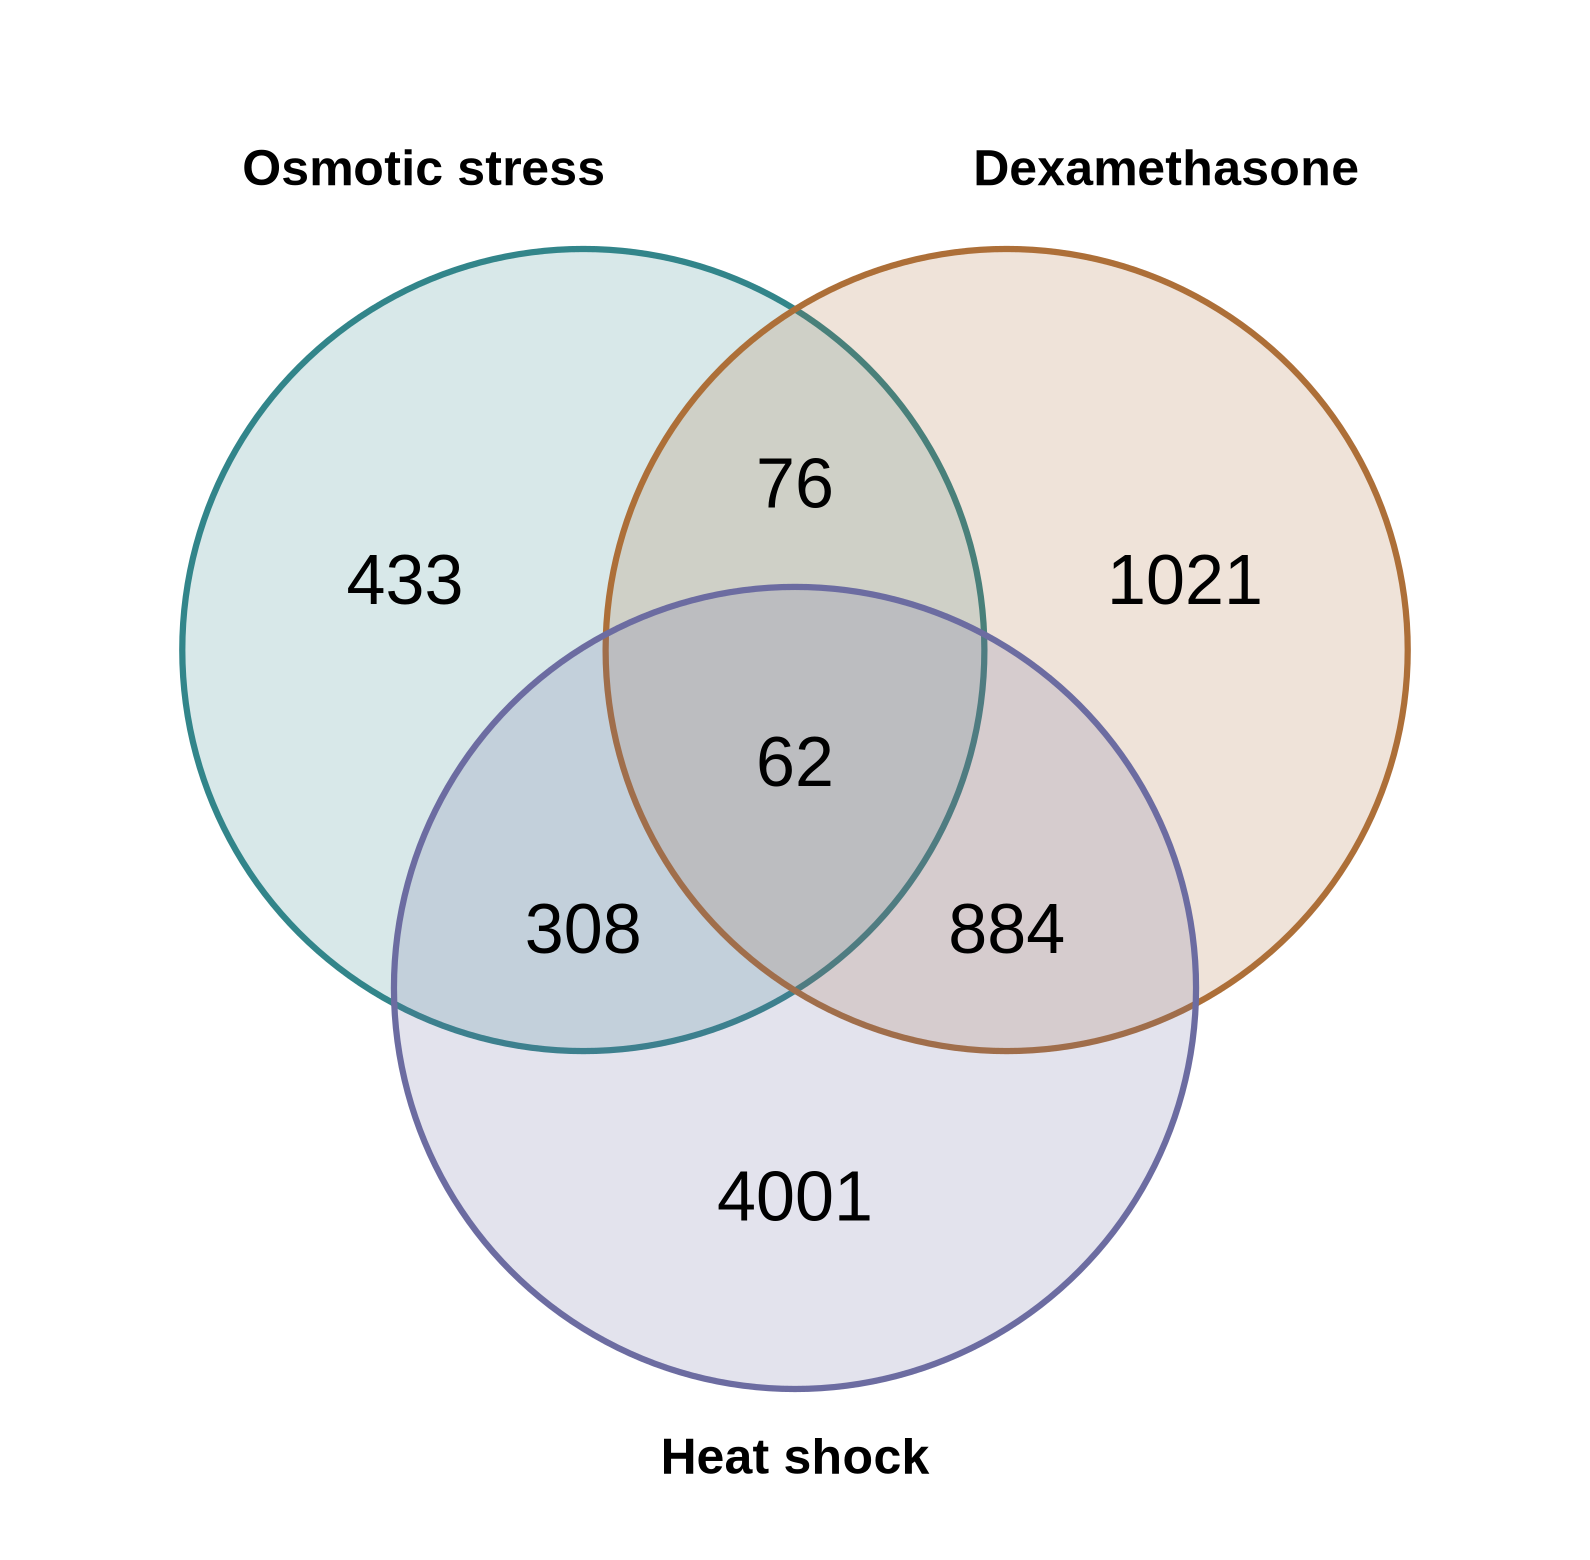 Osmotic stress
Dexamethasone
76
433
1021
62
308
884
4001
Heat shock